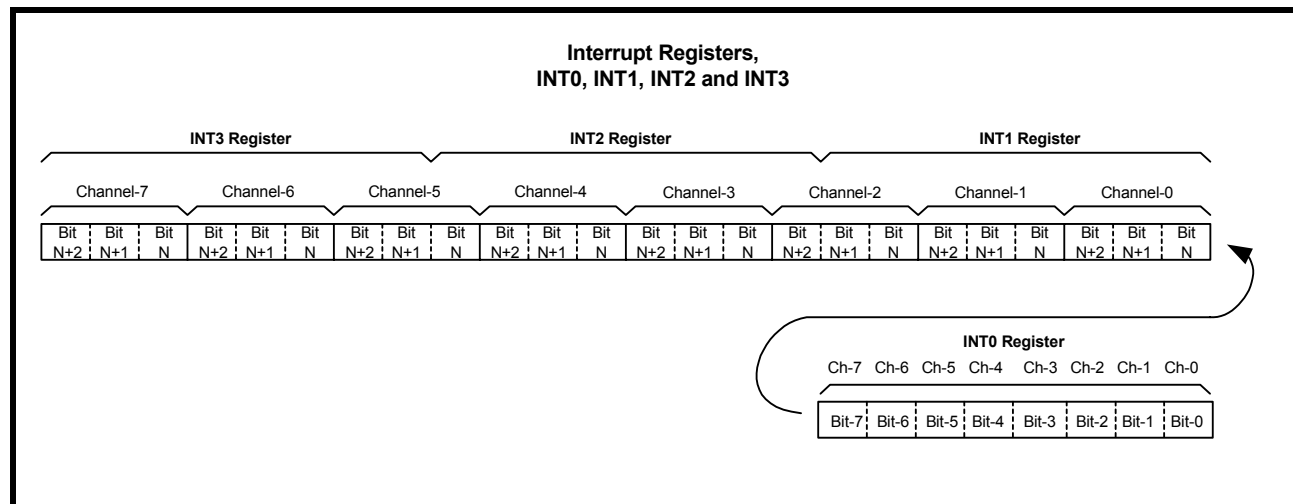 Interrupt Registers,
INT0, INT1, INT2 and INT3
INT3 Register INT2 Register INT1 Register
Channel-7 Channel-6 Channel-5 Channel-4 Channel-3 Channel-2 Channel-1 Channel-0
Bit Bit Bit Bit Bit Bit Bit Bit Bit Bit Bit Bit Bit Bit Bit Bit Bit Bit Bit Bit Bit Bit Bit Bit
N+2 N+1 N N+2 N+1 N N+2 N+1 N N+2 N+1 N N+2 N+1 N N+2 N+1 N N+2 N+1 N N+2 N+1 N
INT0 Register
Ch-7 Ch-6 Ch-5 Ch-4 Ch-3 Ch-2 Ch-1 Ch-0
Bit-7 Bit-6 Bit-5 Bit-4 Bit-3 Bit-2 Bit-1 Bit-0